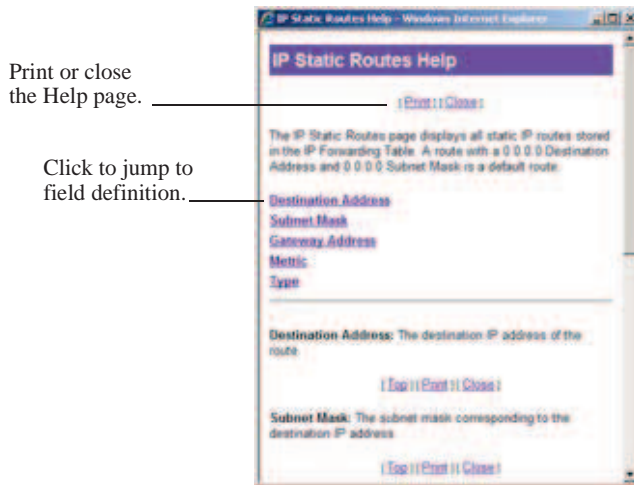 IP Static Routes Help - Windows Internet Explorer
IP Static Routes Help
Print or close
the Help page.
[ Print ] [ Close ]
The IP Static Routes page displays all static IP routes stored
in the IP Forwarding Table. A route with a 0.0.0.0 Destination
Address and 0.0.0.0 Subnet Mask is a default route.
Click to jump to
field definition.
Destination Address
Subnet Mask
Gateway Address
Metric
Type
Destination Address: The destination IP address of the
route
[ Top ] [ Print ] [ Close ]
Subnet Mask: The subnet mask corresponding to the
destination IP address
[ Top ] [ Print ] [ Close ]